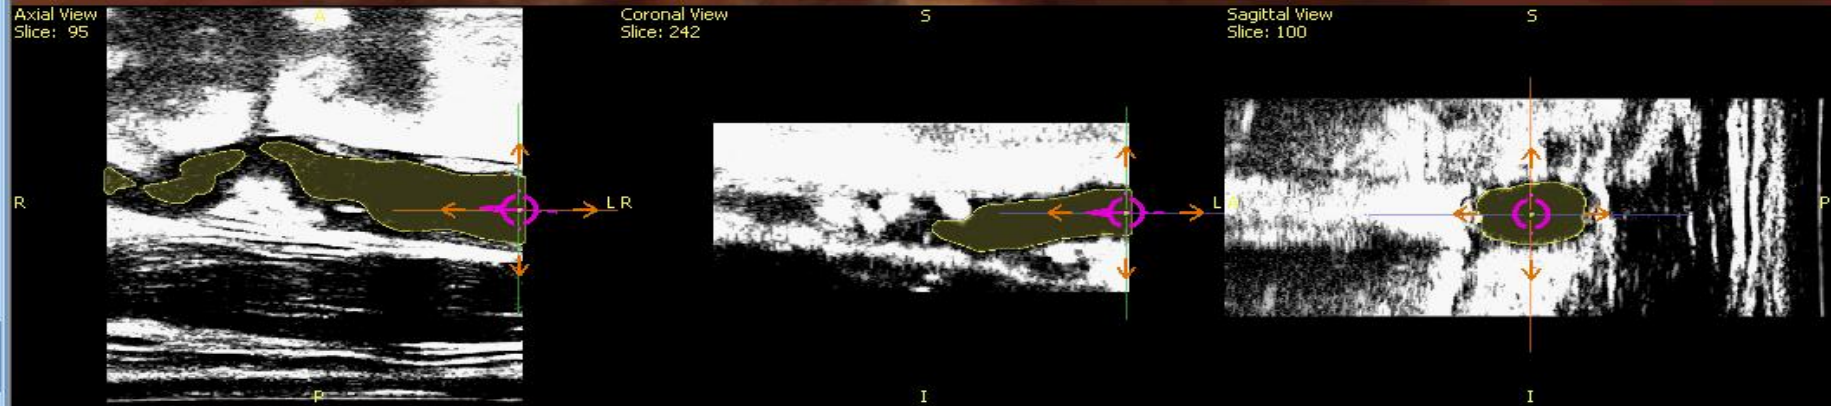 Axial View
Slice: 95
A
R
L
P
Coronal View
Slice: 242
S
R
L
I
Sagittal View
Slice: 100
S
A
P
I